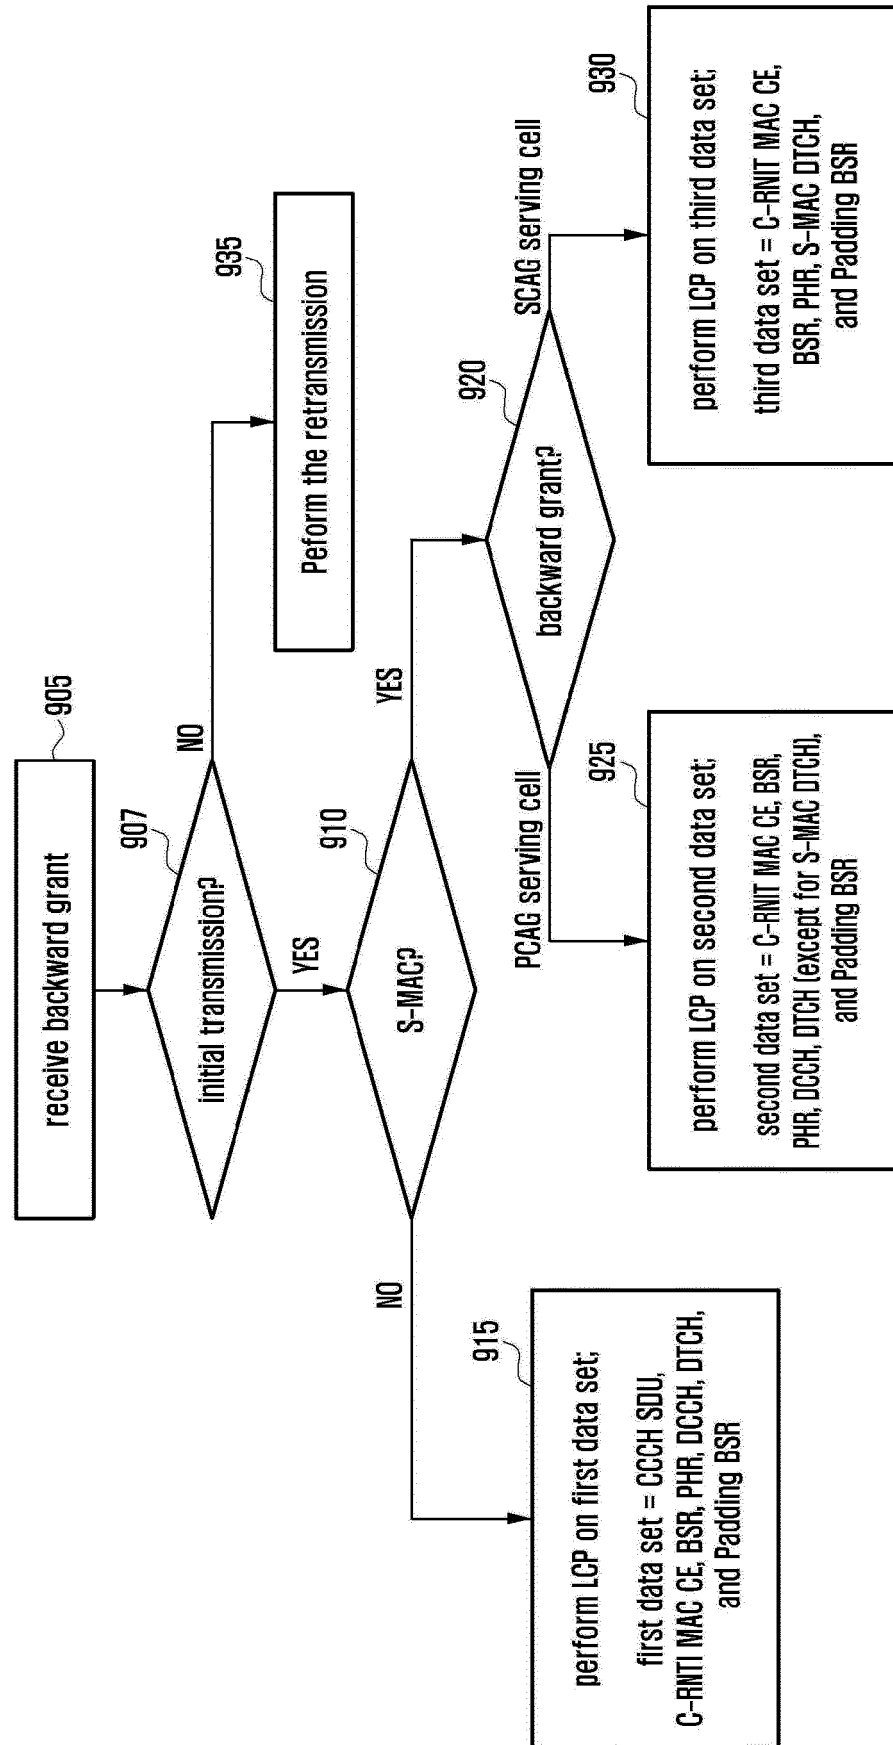 receive backward grant
905
initial transmission?
907
NO
YES
Peform the retransmission
935
S-MAC?
910
NO
YES
perform LCP on first data set;
first data set = CCCH SDU,
C-RNTI MAC CE, BSR, PHR, DCCH, DTCH,
and Padding BSR
915
backward grant?
920
PCAG serving cell
SCAG serving cell
perform LCP on second data set;
second data set = C-RNIT MAC CE, BSR,
PHR, DCCH, DTCH (except for S-MAC DTCH),
and Padding BSR
925
perform LCP on third data set;
third data set = C-RNIT MAC CE,
BSR, PHR, S-MAC DTCH,
and Padding BSR
930